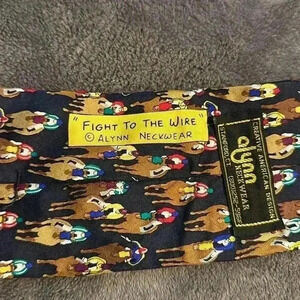 "FIGHT TO THE WIRE"
© ALYNN NECKWEAR
CREATIVE AMERICAN DESIGN
alynn
NECKWEAR